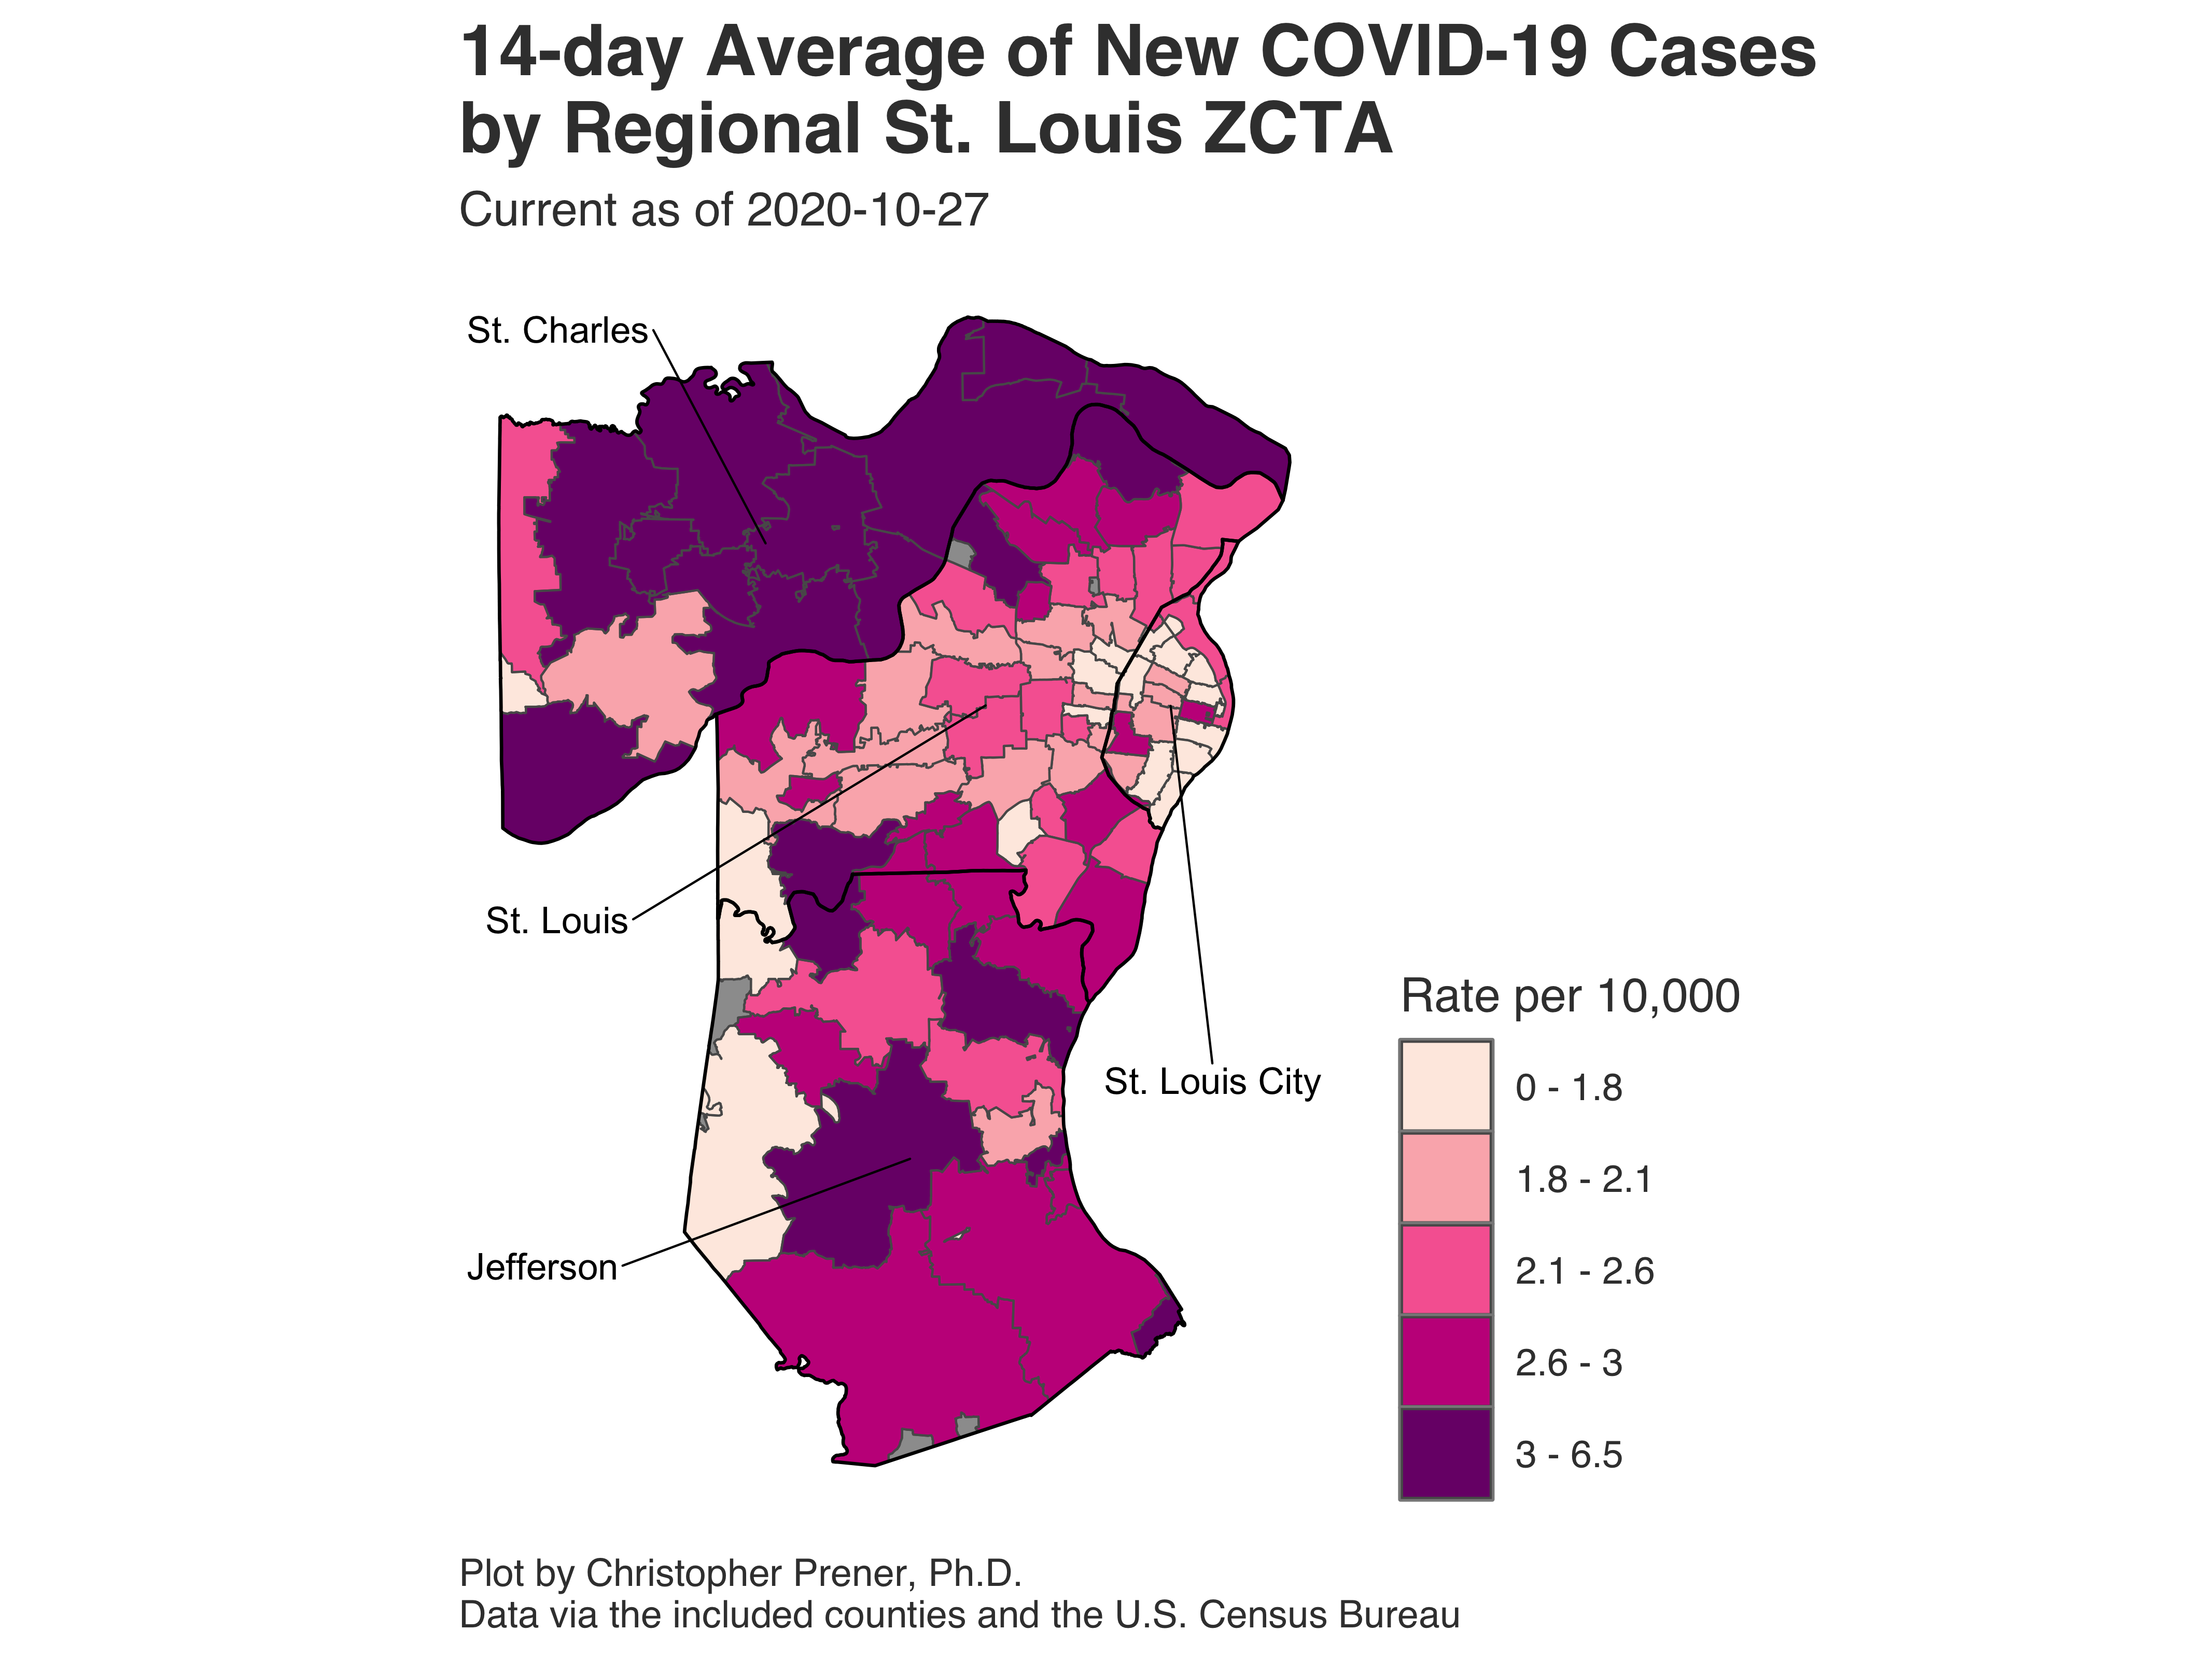 14-day Average of New COVID-19 Cases
by Regional St. Louis ZCTA
Current as of 2020-10-27
St. Charles
St. Louis
St. Louis City
Jefferson
Rate per 10,000
0 - 1.8
1.8 - 2.1
2.1 - 2.6
2.6 - 3
3 - 6.5
Plot by Christopher Prener, Ph.D.
Data via the included counties and the U.S. Census Bureau